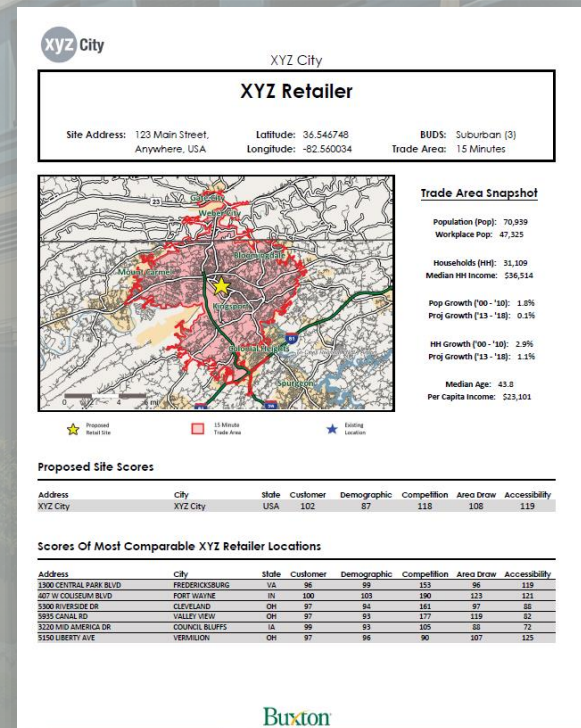 xyz City
XYZ City
XYZ Retailer
Site Address: 123 Main Street, Anywhere, USA
Latitude: 36.546748
Longitude: -82.560034
BUDS: Suburban (3)
Trade Area: 15 Minutes
23
Gate City
Weber City
Bloomingdale
Mount Carmel
Kingsport
Colonial Heights
Spurgeon
0 4 mi
Proposed Retail Site
15 Minute Trade Area
Existing Location
Trade Area Snapshot
Population (Pop): 70,939
Workplace Pop: 47,325
Households (HH): 31,109
Median HH Income: $36,514
Pop Growth ('00 - '10): 1.8%
Proj Growth ('13 - '18): 0.1%
HH Growth ('00 - '10): 2.9%
Proj Growth ('13 - '18): 1.1%
Median Age: 43.8
Per Capita Income: $23,101
Proposed Site Scores
Address City State Customer Demographic Competition Area Draw Accessibility
XYZ City XYZ City USA 102 87 118 108 119
Scores Of Most Comparable XYZ Retailer Locations
Address City State Customer Demographic Competition Area Draw Accessibility
1300 CENTRAL PARK BLVD FREDERICKSBURG VA 96 99 153 96 119
407 W COLISEUM BLVD FORT WAYNE IN 100 103 190 123 121
5300 RIVERSIDE DR CLEVELAND OH 97 94 161 97 88
5935 CANAL RD VALLEY VIEW OH 97 93 177 119 82
3220 MID AMERICA DR COUNCIL BLUFFS IA 99 93 105 88 72
5150 LIBERTY AVE VERMILION OH 97 96 90 107 125
Buxton